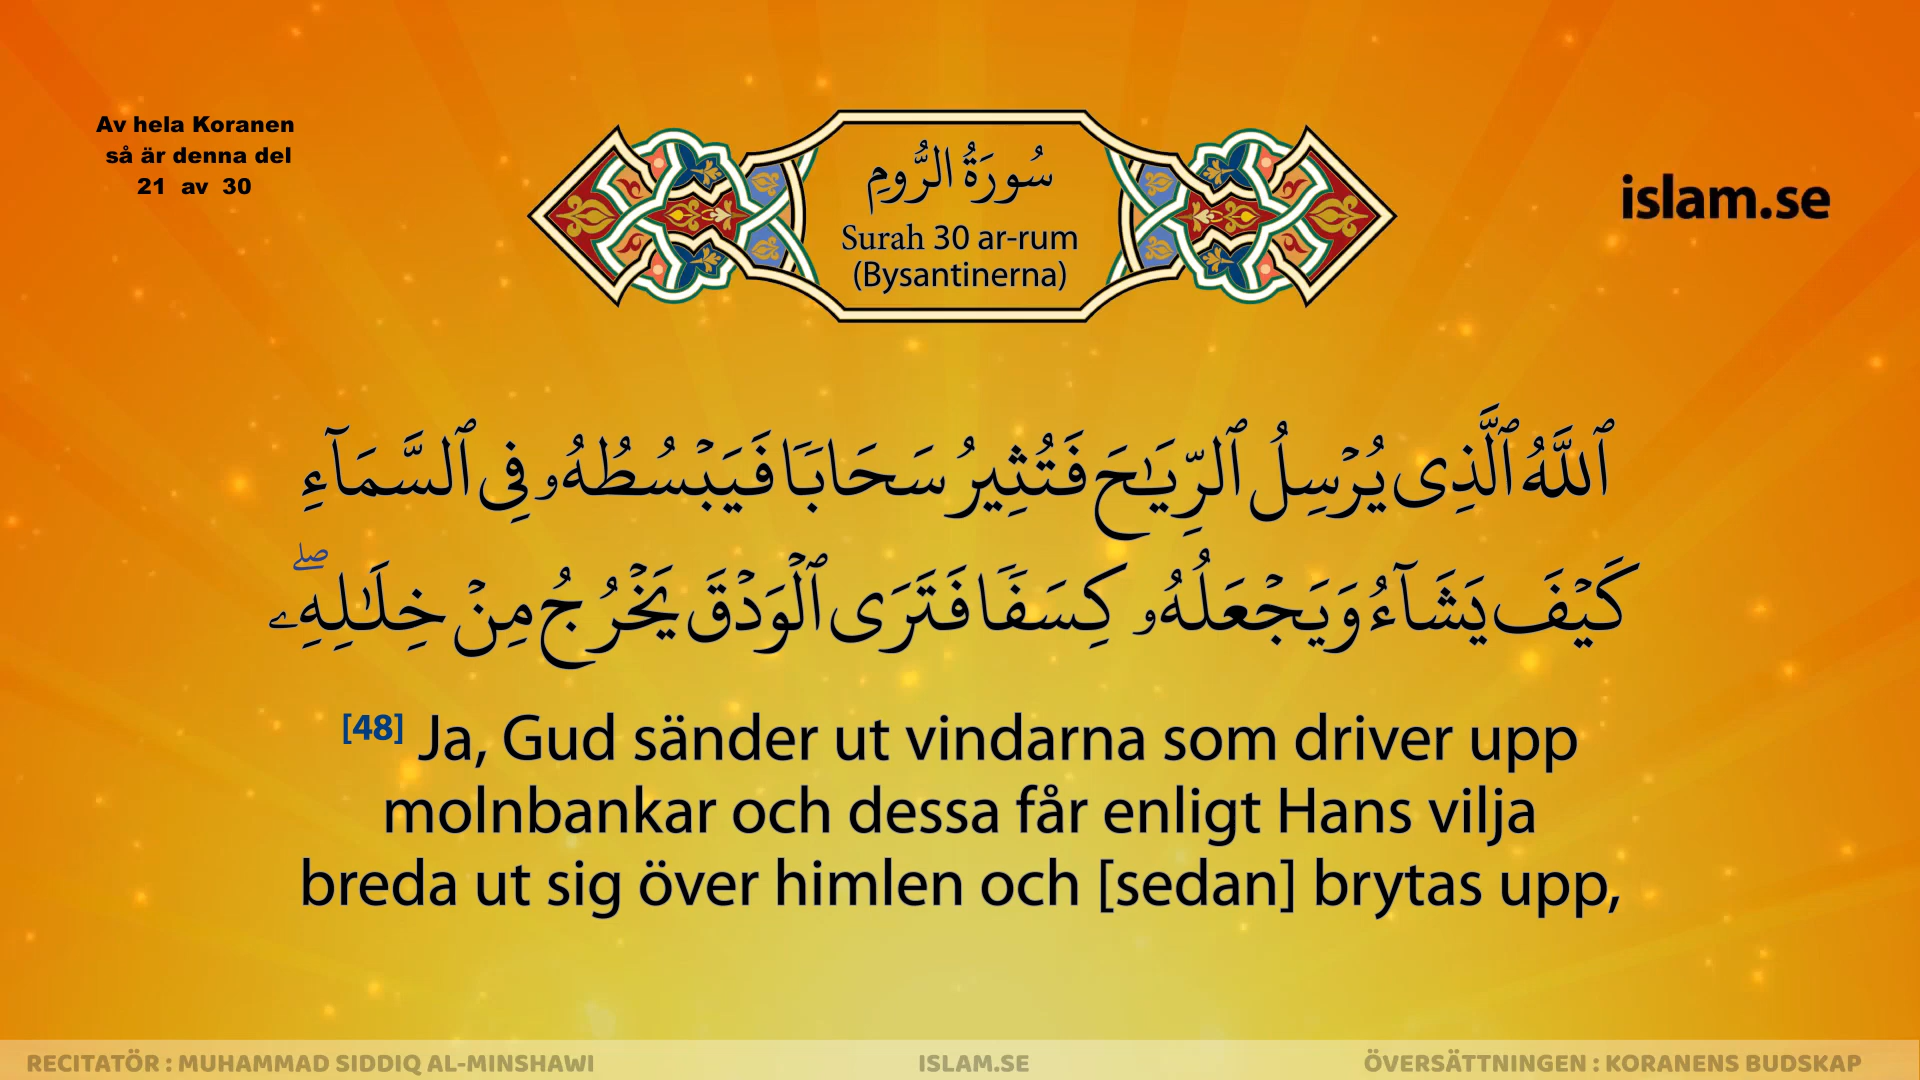 Av hela Koranen
så är denna del
21 av 30
سُورَةُ الرُّومِ
Surah 30 ar-rum
(Bysantinerna)
islam.se
ٱللَّهُ ٱلَّذِى يُرْسِلُ ٱلرِّيَـٰحَ فَتُثِيرُ سَحَابًا فَيَبْسُطُهُۥ فِى ٱلسَّمَآءِ
كَيْفَ يَشَآءُ وَيَجْعَلُهُۥ كِسَفًا فَتَرَى ٱلْوَدْقَ يَخْرُجُ مِنْ خِلَـٰلِهِۦ ۖ
[48] Ja, Gud sänder ut vindarna som driver upp
molnbankar och dessa får enligt Hans vilja
breda ut sig över himlen och [sedan] brytas upp,
RECITATÖR : MUHAMMAD SIDDIQ AL-MINSHAWI
ISLAM.SE
ÖVERSÄTTNINGEN : KORANENS BUDSKAP